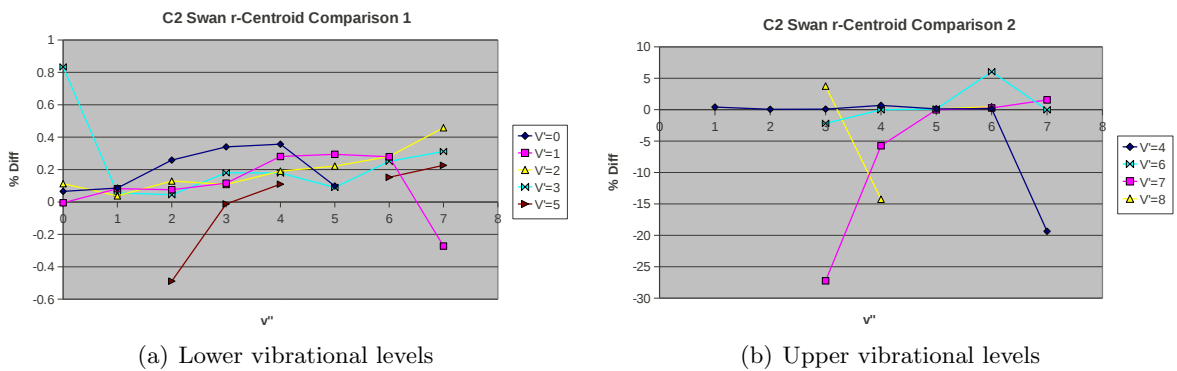 C2 Swan r-Centroid Comparison 1
1
0.8
0.6
0.4
0.2
0
-0.2
-0.4
-0.6
0 1 2 3 4 5 6 7 8
% Diff
v"
V'=0
V'=1
V'=2
V'=3
V'=5
(a) Lower vibrational levels
C2 Swan r-Centroid Comparison 2
10
5
0
-5
-10
-15
-20
-25
-30
0 1 2 3 4 5 6 7 8
% Diff
v"
V'=4
V'=6
V'=7
V'=8
(b) Upper vibrational levels